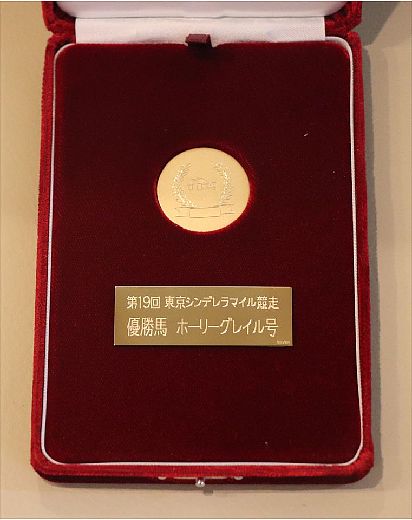 第19回 東京シンデレラマイル競走
優勝馬 ホーリーグレイル号